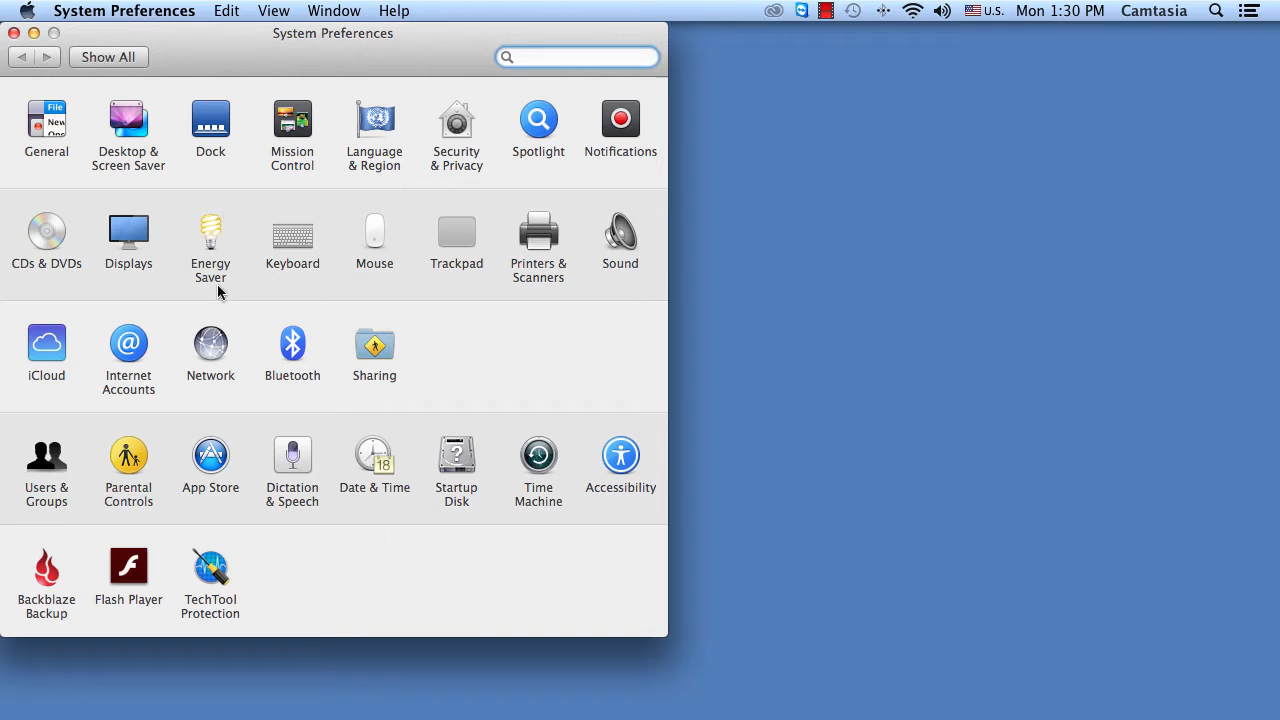 System Preferences Edit View Window Help U.S. Mon 1:30 PM Camtasia
System Preferences
Show All
File
New
General
Desktop &
Screen Saver
Dock
Mission
Control
Language
& Region
Security
& Privacy
Spotlight
Notifications
CDs & DVDs
Displays
Energy
Saver
Keyboard
Mouse
Trackpad
Printers &
Scanners
Sound
iCloud
@
Internet
Accounts
Network
Bluetooth
Sharing
Users &
Groups
Parental
Controls
App Store
Dictation
& Speech
18
Date & Time
?
Startup
Disk
Time
Machine
Accessibility
Backblaze
Backup
Flash Player
TechTool
Protection